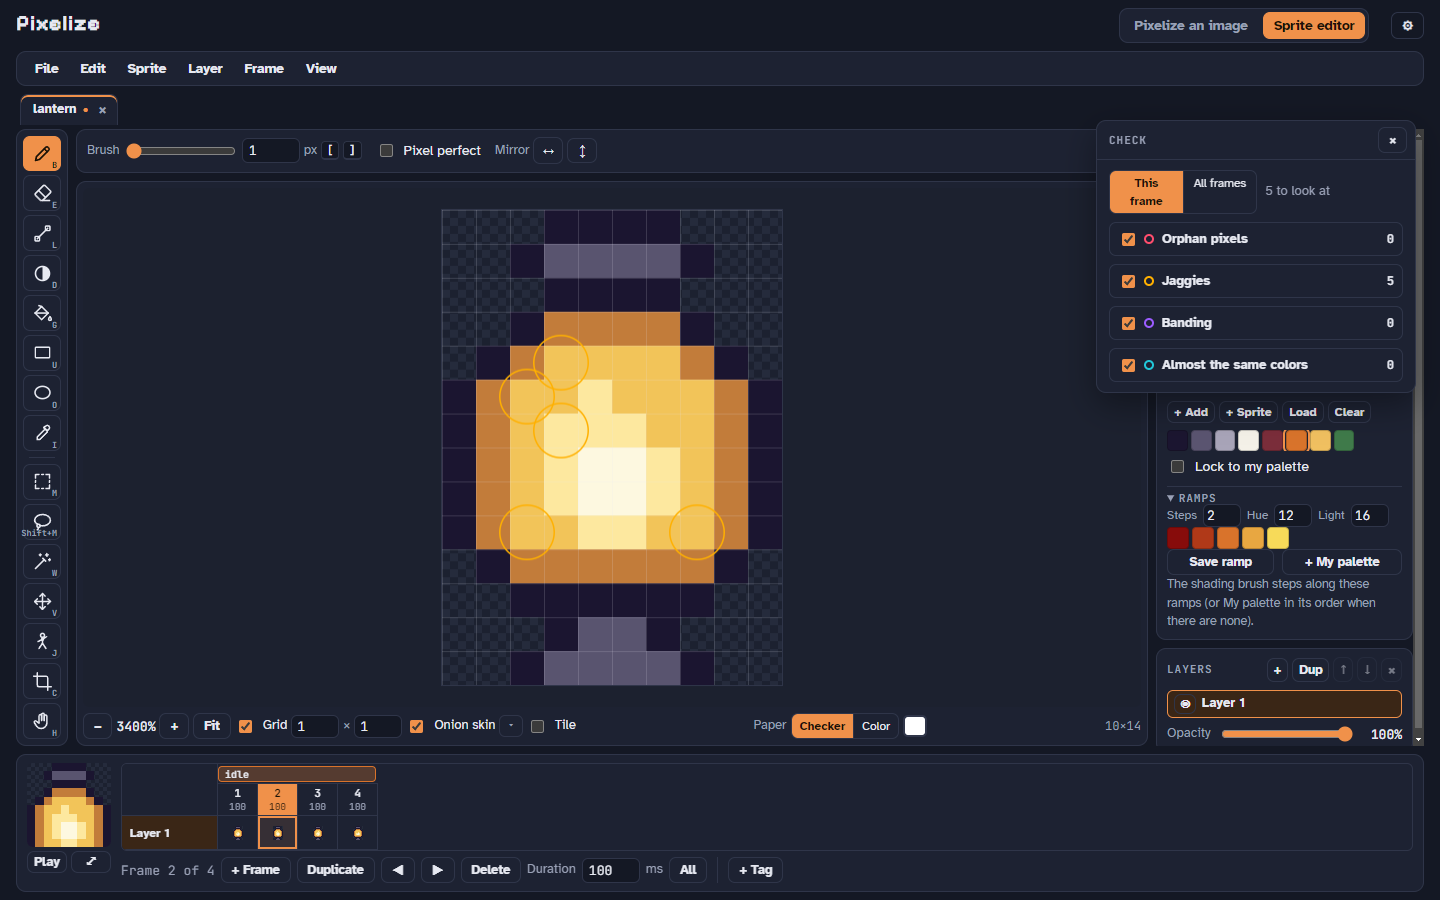 Pixelize
Pixelize an image
Sprite editor
File Edit Sprite Layer Frame View
lantern • ×
Brush 1 px [ ] Pixel perfect Mirror ↔ ↕
B
E
L
D
G
U
O
I
M
Shift+M
W
V
J
C
H
CHECK ×
This frame All frames 5 to look at
Orphan pixels 0
Jaggies 5
Banding 0
Almost the same colors 0
+ Add + Sprite Load Clear
Lock to my palette
▼ RAMPS
Steps 2 Hue 12 Light 16
Save ramp + My palette
The shading brush steps along these
ramps (or My palette in its order when
there are none).
LAYERS + Dup ↑ ↓ ×
Layer 1
Opacity 100%
− 3400% + Fit Grid 1 × 1 Onion skin Tile Paper Checker Color 10×14
idle
1 2 3 4
100 100 100 100
Layer 1
Play
Frame 2 of 4 + Frame Duplicate ◀ ▶ Delete Duration 100 ms All + Tag